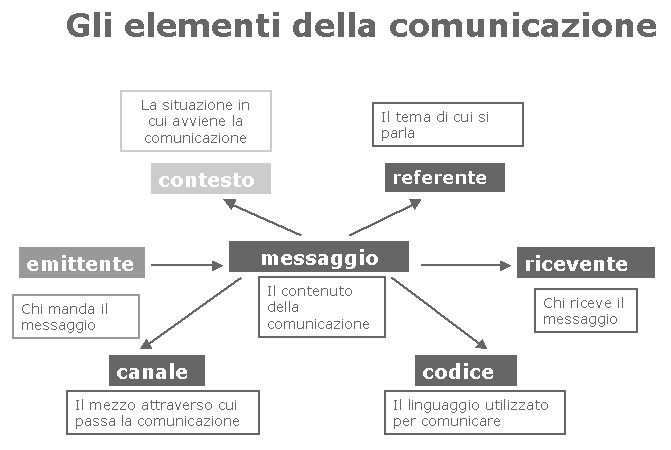 Gli elementi della comunicazione
La situazione in
cui avviene la
comunicazione
Il tema di cui si
parla
contesto
referente
emittente
messaggio
ricevente
Chi manda il
messaggio
Il contenuto
della
comunicazione
Chi riceve il
messaggio
canale
codice
Il mezzo attraverso cui
passa la comunicazione
Il linguaggio utilizzato
per comunicare